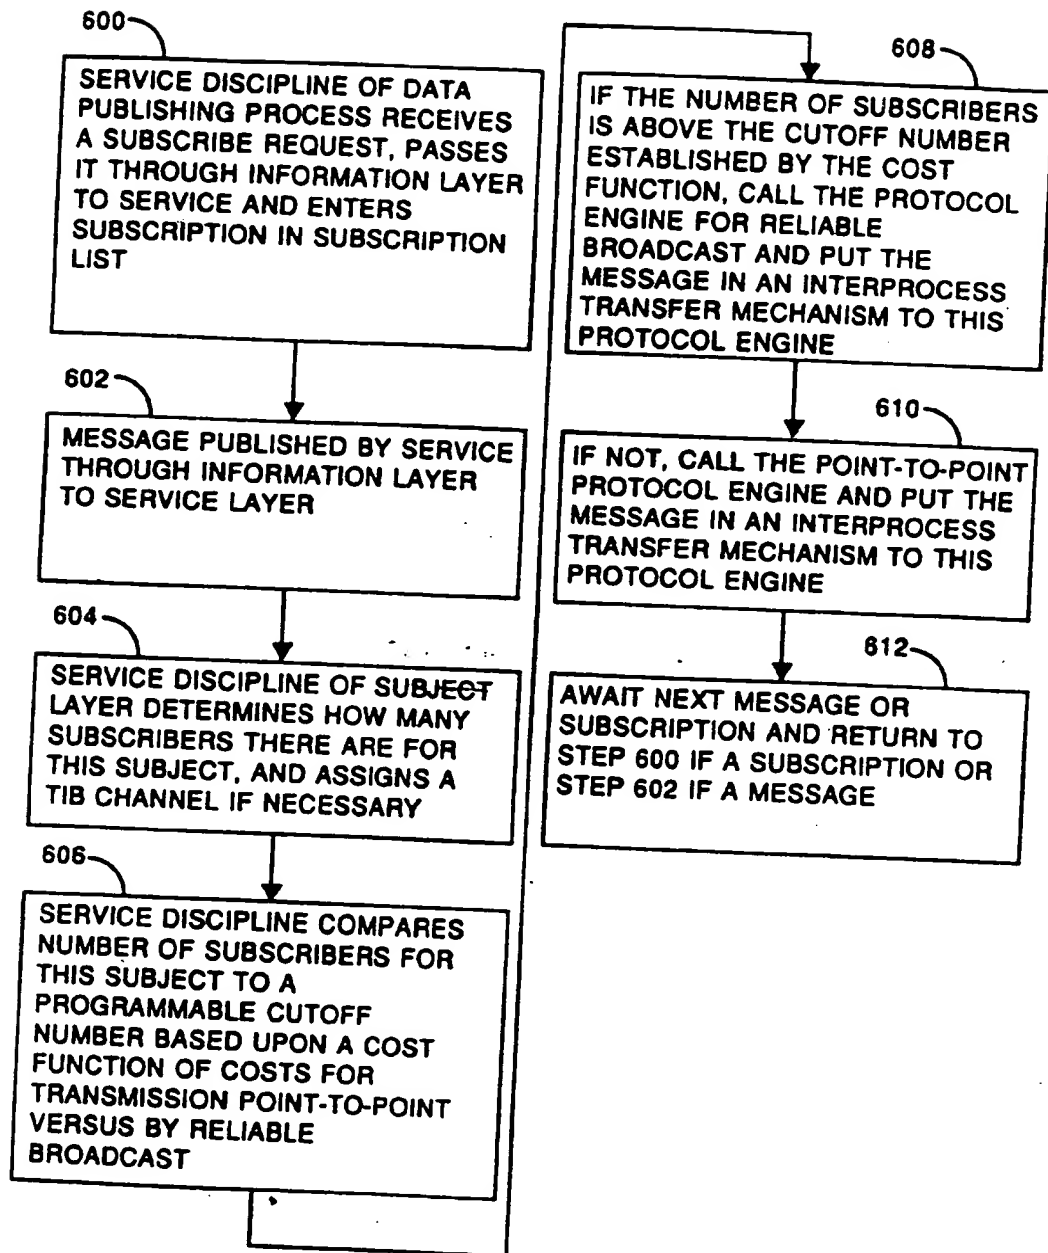 600
SERVICE DISCIPLINE OF DATA
PUBLISHING PROCESS RECEIVES
A SUBSCRIBE REQUEST, PASSES
IT THROUGH INFORMATION LAYER
TO SERVICE AND ENTERS
SUBSCRIPTION IN SUBSCRIPTION
LIST
602
MESSAGE PUBLISHED BY SERVICE
THROUGH INFORMATION LAYER
TO SERVICE LAYER
604
SERVICE DISCIPLINE OF SUBJECT
LAYER DETERMINES HOW MANY
SUBSCRIBERS THERE ARE FOR
THIS SUBJECT, AND ASSIGNS A
TIB CHANNEL IF NECESSARY
606
SERVICE DISCIPLINE COMPARES
NUMBER OF SUBSCRIBERS FOR
THIS SUBJECT TO A
PROGRAMMABLE CUTOFF
NUMBER BASED UPON A COST
FUNCTION OF COSTS FOR
TRANSMISSION POINT-TO-POINT
VERSUS BY RELIABLE
BROADCAST
608
IF THE NUMBER OF SUBSCRIBERS
IS ABOVE THE CUTOFF NUMBER
ESTABLISHED BY THE COST
FUNCTION, CALL THE PROTOCOL
ENGINE FOR RELIABLE
BROADCAST AND PUT THE
MESSAGE IN AN INTERPROCESS
TRANSFER MECHANISM TO THIS
PROTOCOL ENGINE
610
IF NOT, CALL THE POINT-TO-POINT
PROTOCOL ENGINE AND PUT THE
MESSAGE IN AN INTERPROCESS
TRANSFER MECHANISM TO THIS
PROTOCOL ENGINE
612
AWAIT NEXT MESSAGE OR
SUBSCRIPTION AND RETURN TO
STEP 600 IF A SUBSCRIPTION OR
STEP 602 IF A MESSAGE